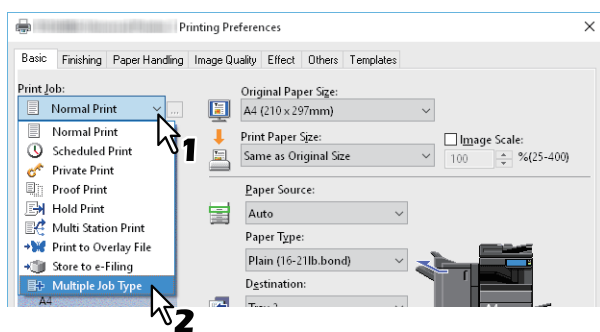 Printing Preferences
Basic Finishing Paper Handling Image Quality Effect Others Templates
Print Job:
Normal Print
...
1
Normal Print
Scheduled Print
Private Print
Proof Print
Hold Print
Multi Station Print
Print to Overlay File
Store to e-Filing
Multiple Job Type
2
A4
Original Paper Size:
A4 (210 x 297mm)
Print Paper Size:
Same as Original Size
Image Scale:
100 %(25-400)
Paper Source:
Auto
Paper Type:
Plain (16-21lb.bond)
Destination: